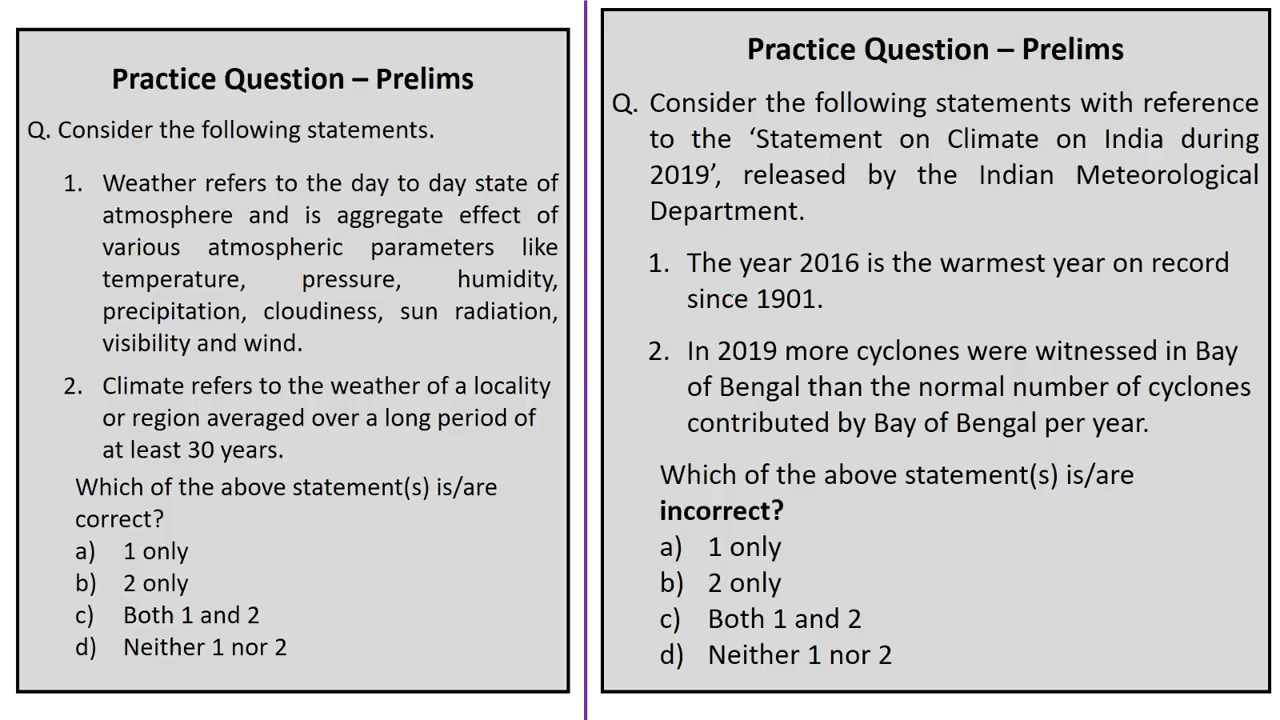 Practice Question – Prelims
Q. Consider the following statements.
1. Weather refers to the day to day state of
atmosphere and is aggregate effect of
various atmospheric parameters like
temperature, pressure, humidity,
precipitation, cloudiness, sun radiation,
visibility and wind.
2. Climate refers to the weather of a locality
or region averaged over a long period of
at least 30 years.
Which of the above statement(s) is/are
correct?
a) 1 only
b) 2 only
c) Both 1 and 2
d) Neither 1 nor 2
Practice Question – Prelims
Q. Consider the following statements with reference
to the ‘Statement on Climate on India during
2019’, released by the Indian Meteorological
Department.
1. The year 2016 is the warmest year on record
since 1901.
2. In 2019 more cyclones were witnessed in Bay
of Bengal than the normal number of cyclones
contributed by Bay of Bengal per year.
Which of the above statement(s) is/are
incorrect?
a) 1 only
b) 2 only
c) Both 1 and 2
d) Neither 1 nor 2